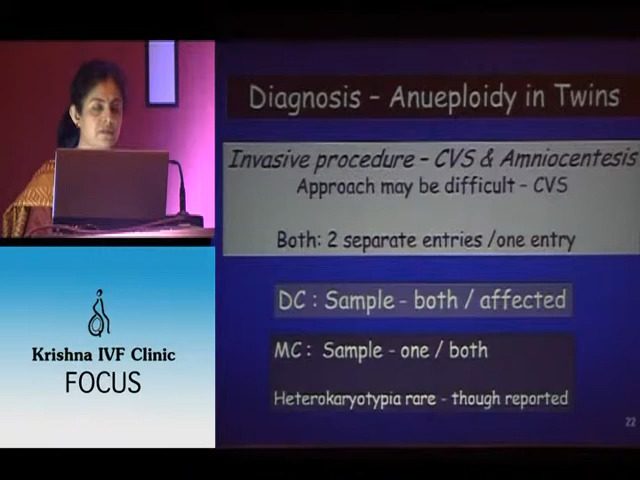 Diagnosis - Anueploidy in Twins
Invasive procedure - CVS & Amniocentesis
Approach may be difficult - CVS
Both: 2 separate entries /one entry
DC : Sample - both / affected
MC : Sample - one / both
Heterokaryotypia rare - though reported
22
Krishna IVF Clinic
FOCUS